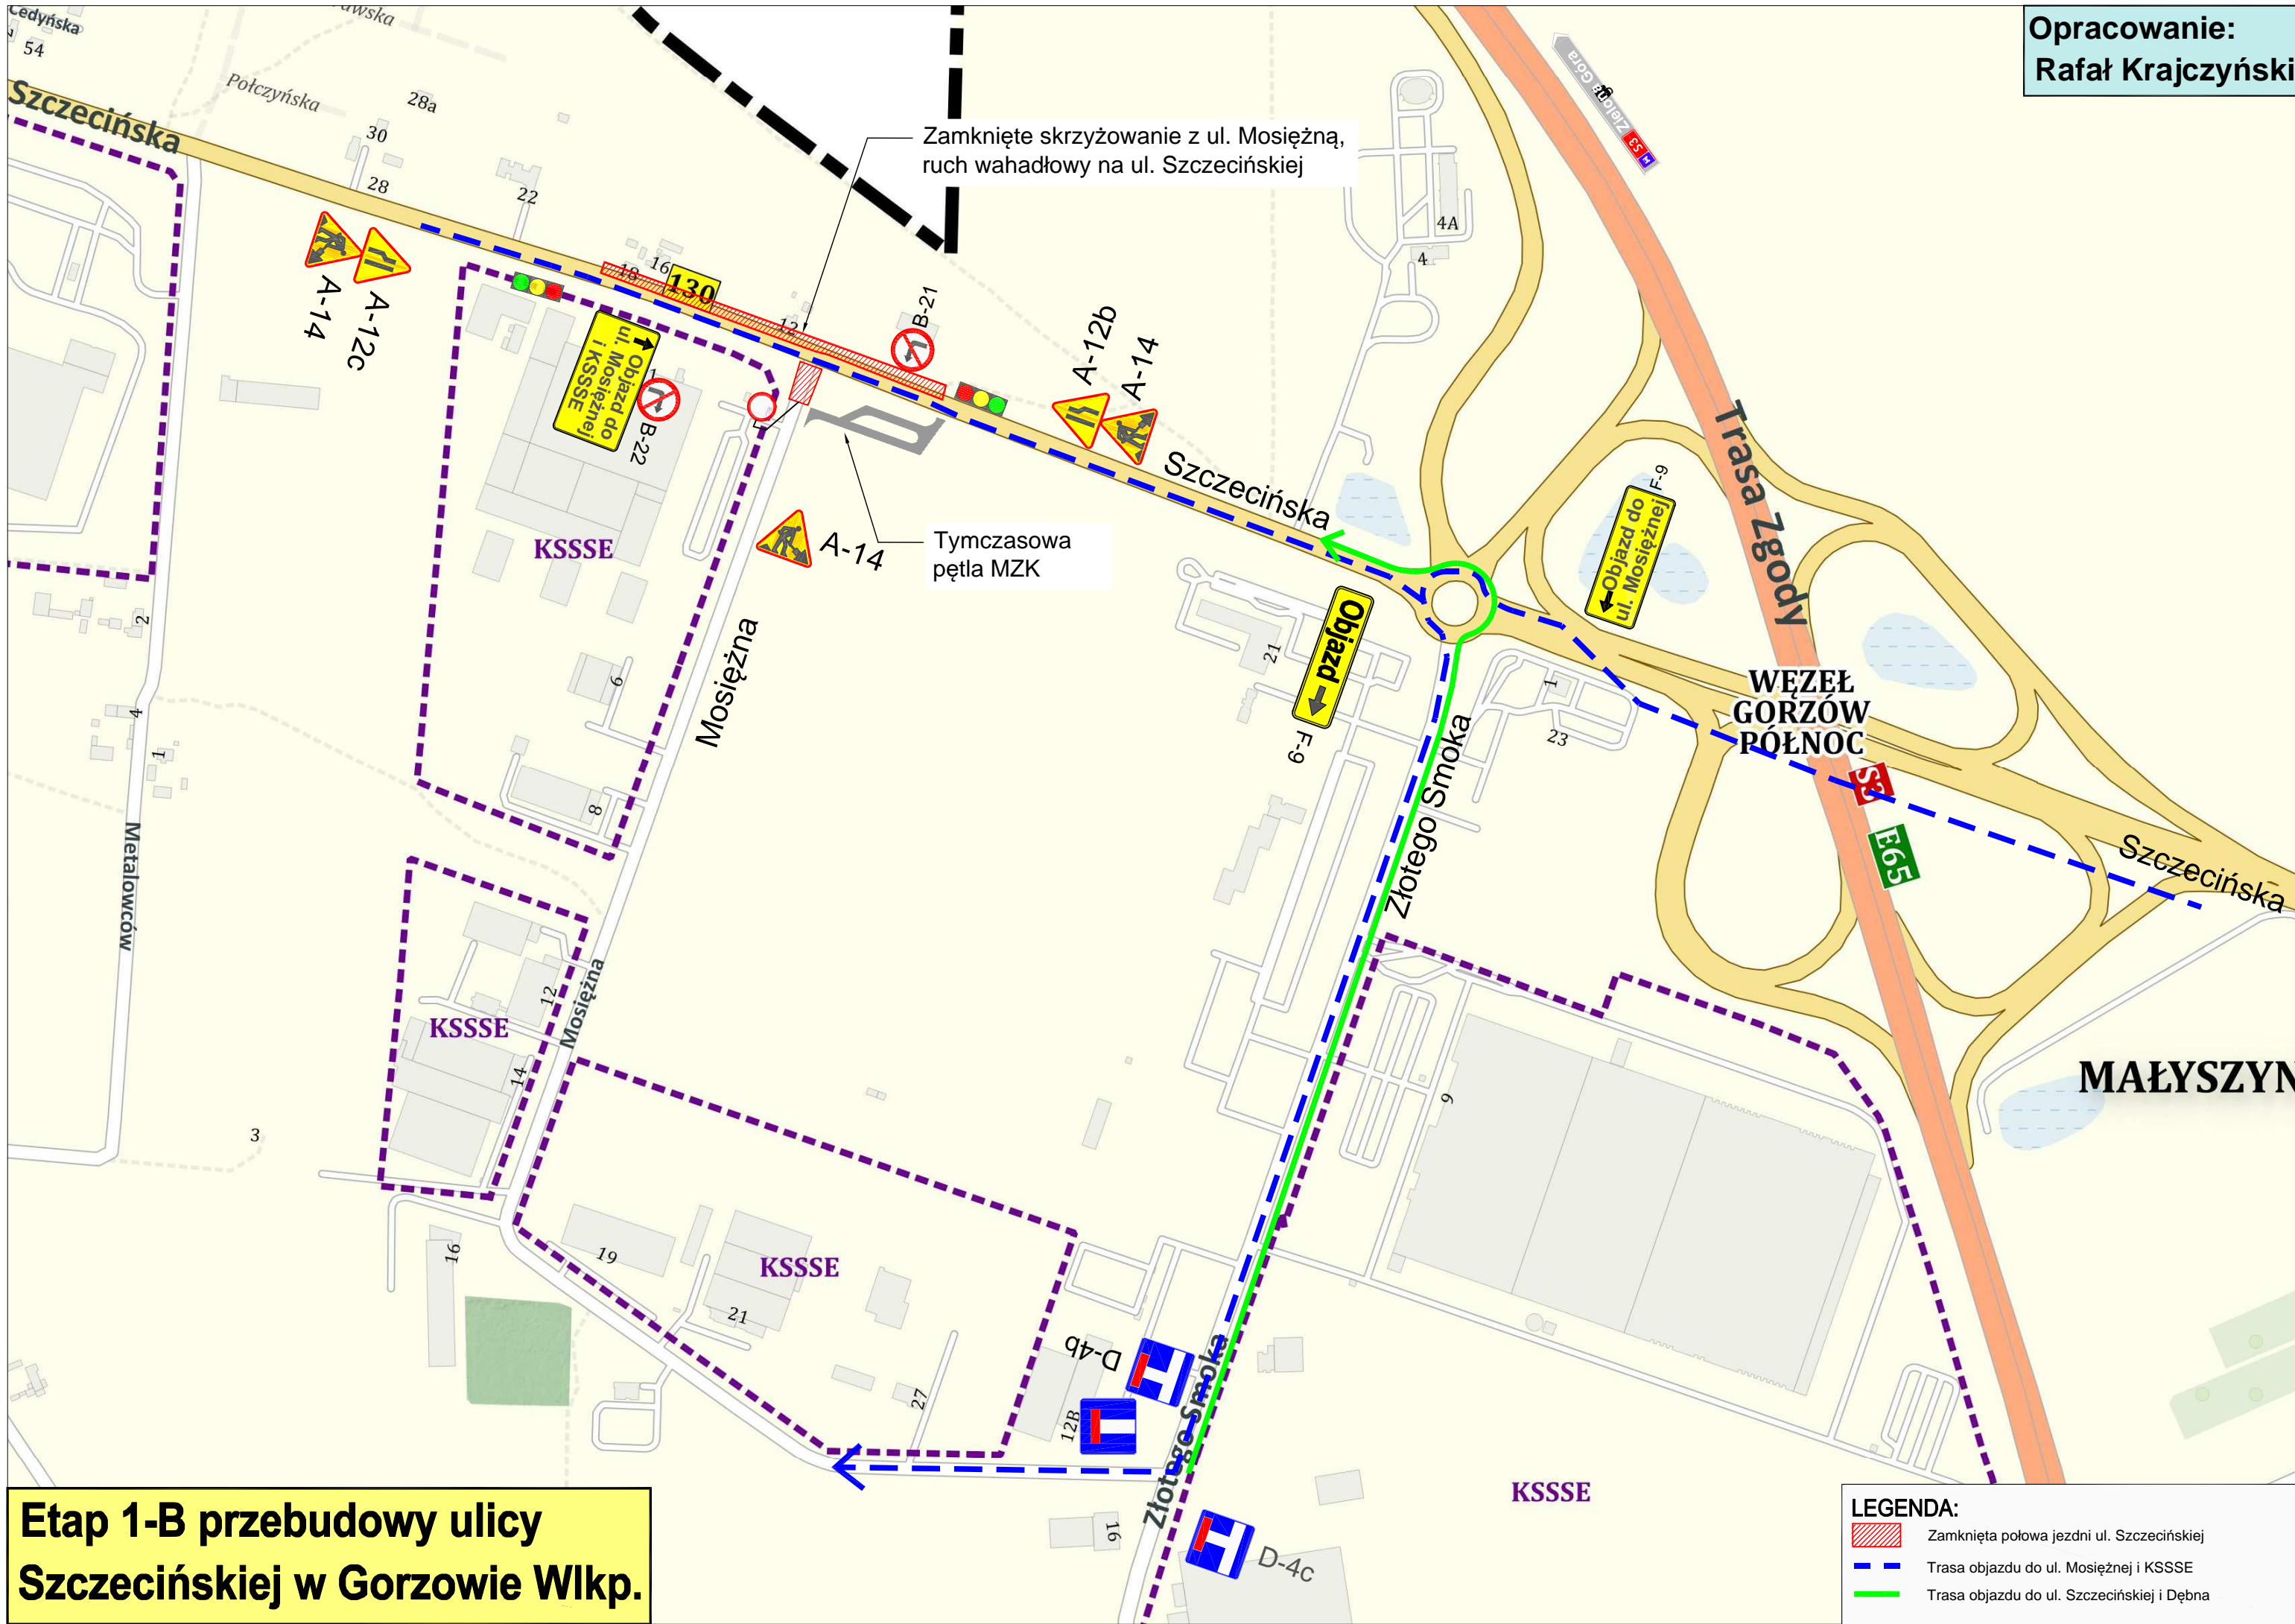 Cedyńska
54
Szczecińska
Połczyńska
28a
30
28
22
Opracowanie:
Rafał Krajczyński
Zielona Góra
S3
Zamknięte skrzyżowanie z ul. Mosiężną,
ruch wahadłowy na ul. Szczecińskiej
4A
4
A-14
A-12c
18
16
130
12
B-21
A-12b
A-14
Objazd do
ul. Mosiężnej
i KSSSE
1
B-22
Szczecińska
Trasa Zgody
F-9
Objazd do
ul. Mosiężnej
KSSSE
A-14
Tymczasowa
pętla MZK
Mosiężna
Objazd
F-9
21
1
23
Złotego Smoka
WĘZEŁ
GORZÓW
PÓŁNOC
S3
E65
Szczecińska
2
4
1
6
8
Metalowców
KSSSE
12
Mosiężna
14
3
9
MAŁYSZYN
16
19
KSSSE
21
27
D-4b
12B
Złotego Smoka
16
D-4c
KSSSE
Etap 1-B przebudowy ulicy
Szczecińskiej w Gorzowie Wlkp.
LEGENDA:
Zamknięta połowa jezdni ul. Szczecińskiej
Trasa objazdu do ul. Mosiężnej i KSSSE
Trasa objazdu do ul. Szczecińskiej i Dębna